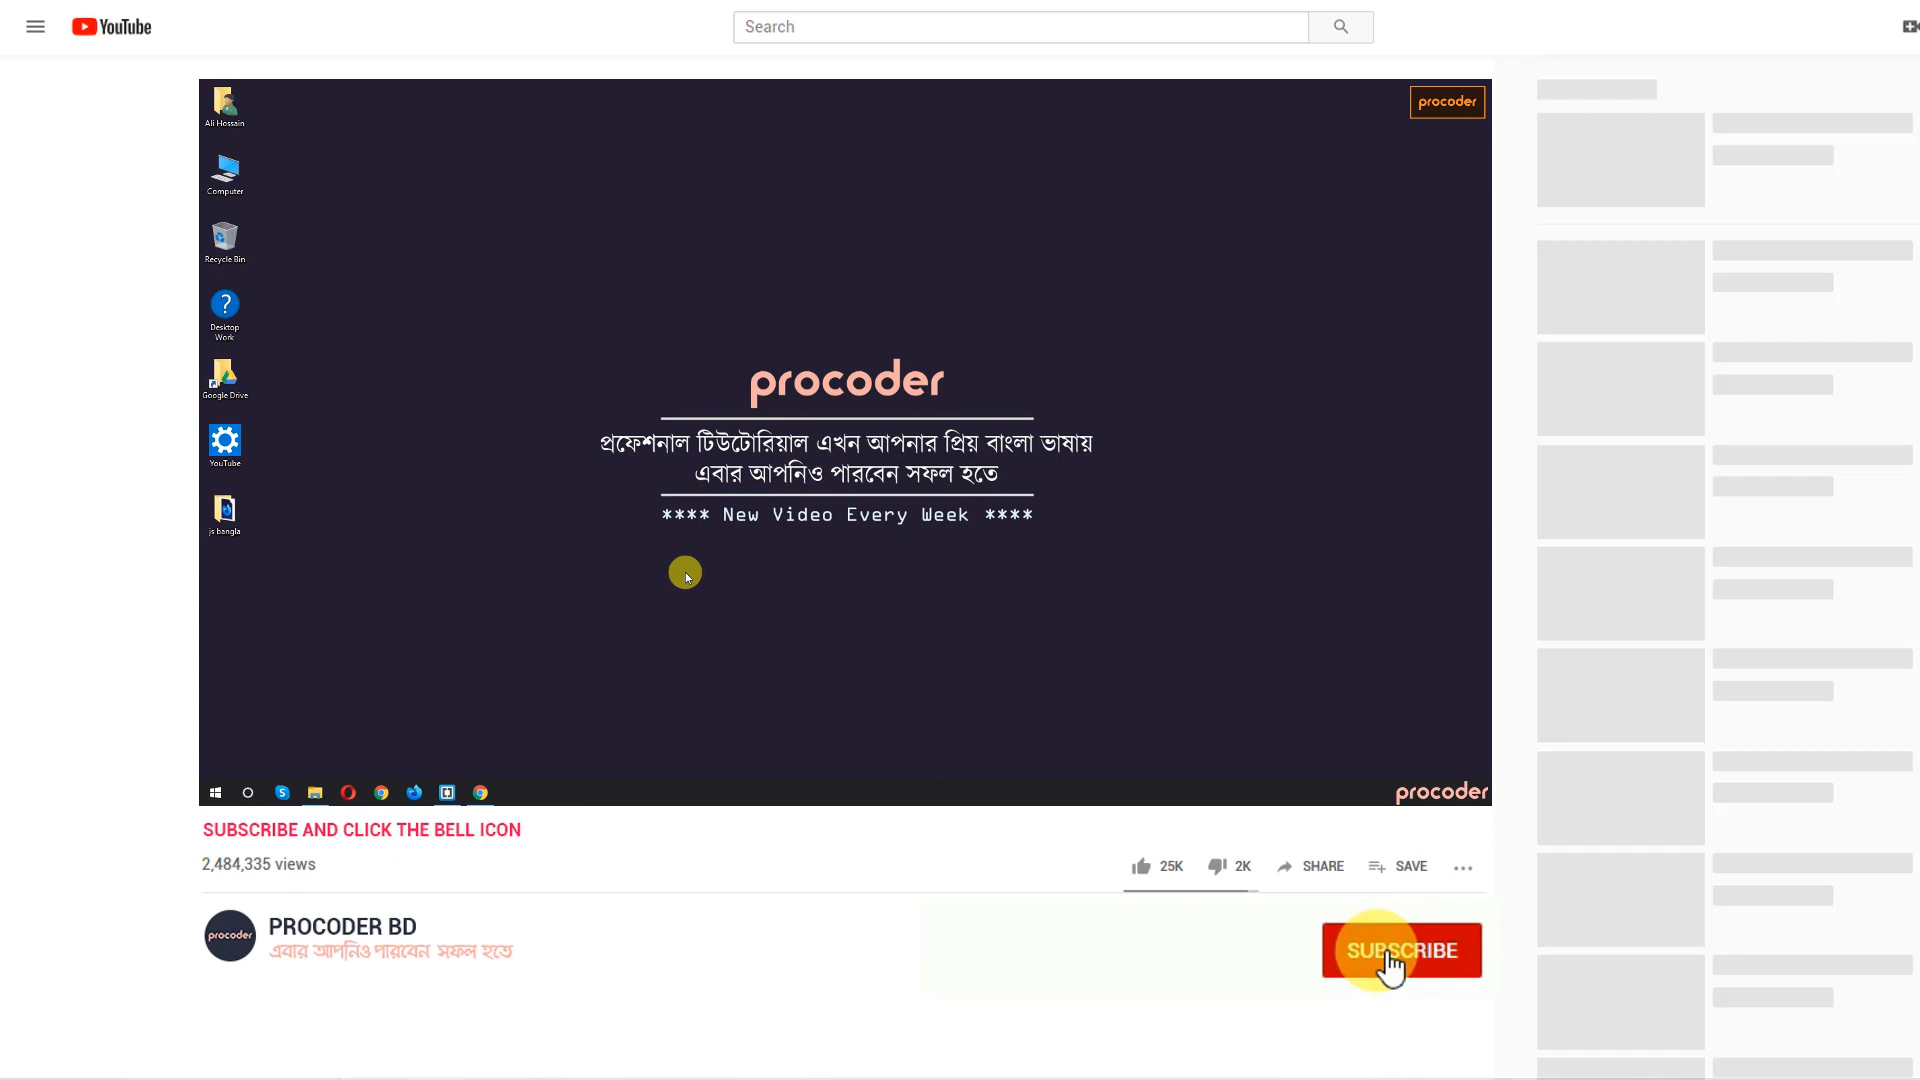 YouTube
Search
Ali Hossain
procoder
Computer
Recycle Bin
Desktop
Work
Google Drive
YouTube
js bangla
procoder
প্রফেশনাল টিউটোরিয়াল এখন আপনার প্রিয় বাংলা ভাষায়
এবার আপনিও পারবেন সফল হতে
**** New Video Every Week ****
procoder
SUBSCRIBE AND CLICK THE BELL ICON
2,484,335 views
25K
2K
SHARE
SAVE
procoder
PROCODER BD
এবার আপনিও পারবেন সফল হতে
SUBSCRIBE